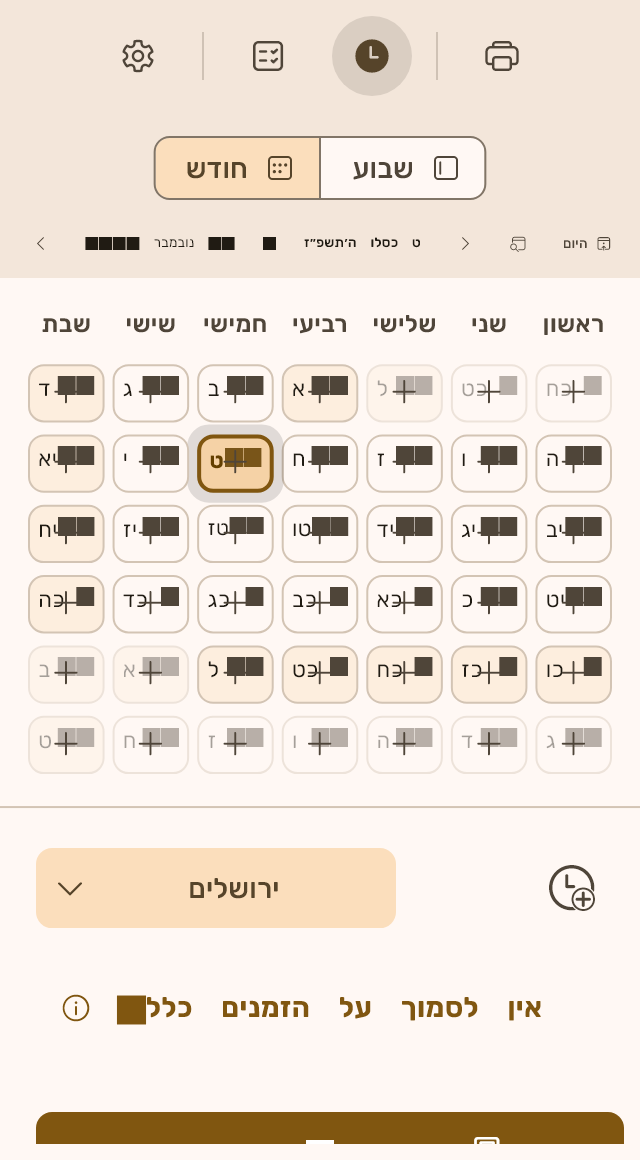 שבוע חודש
היום ט כסלו ה׳תשפ״ז נובמבר
ראשון שני שלישי רביעי חמישי שישי שבת
כח כט ל א ב ג ד
ה ו ז ח ט י יא
יב יג יד טו טז יז יח
יט כ כא כב כג כד כה
כו כז כח כט ל א ב
ג ד ה ו ז ח ט
ירושלים
אין לסמוך על הזמנים כלל